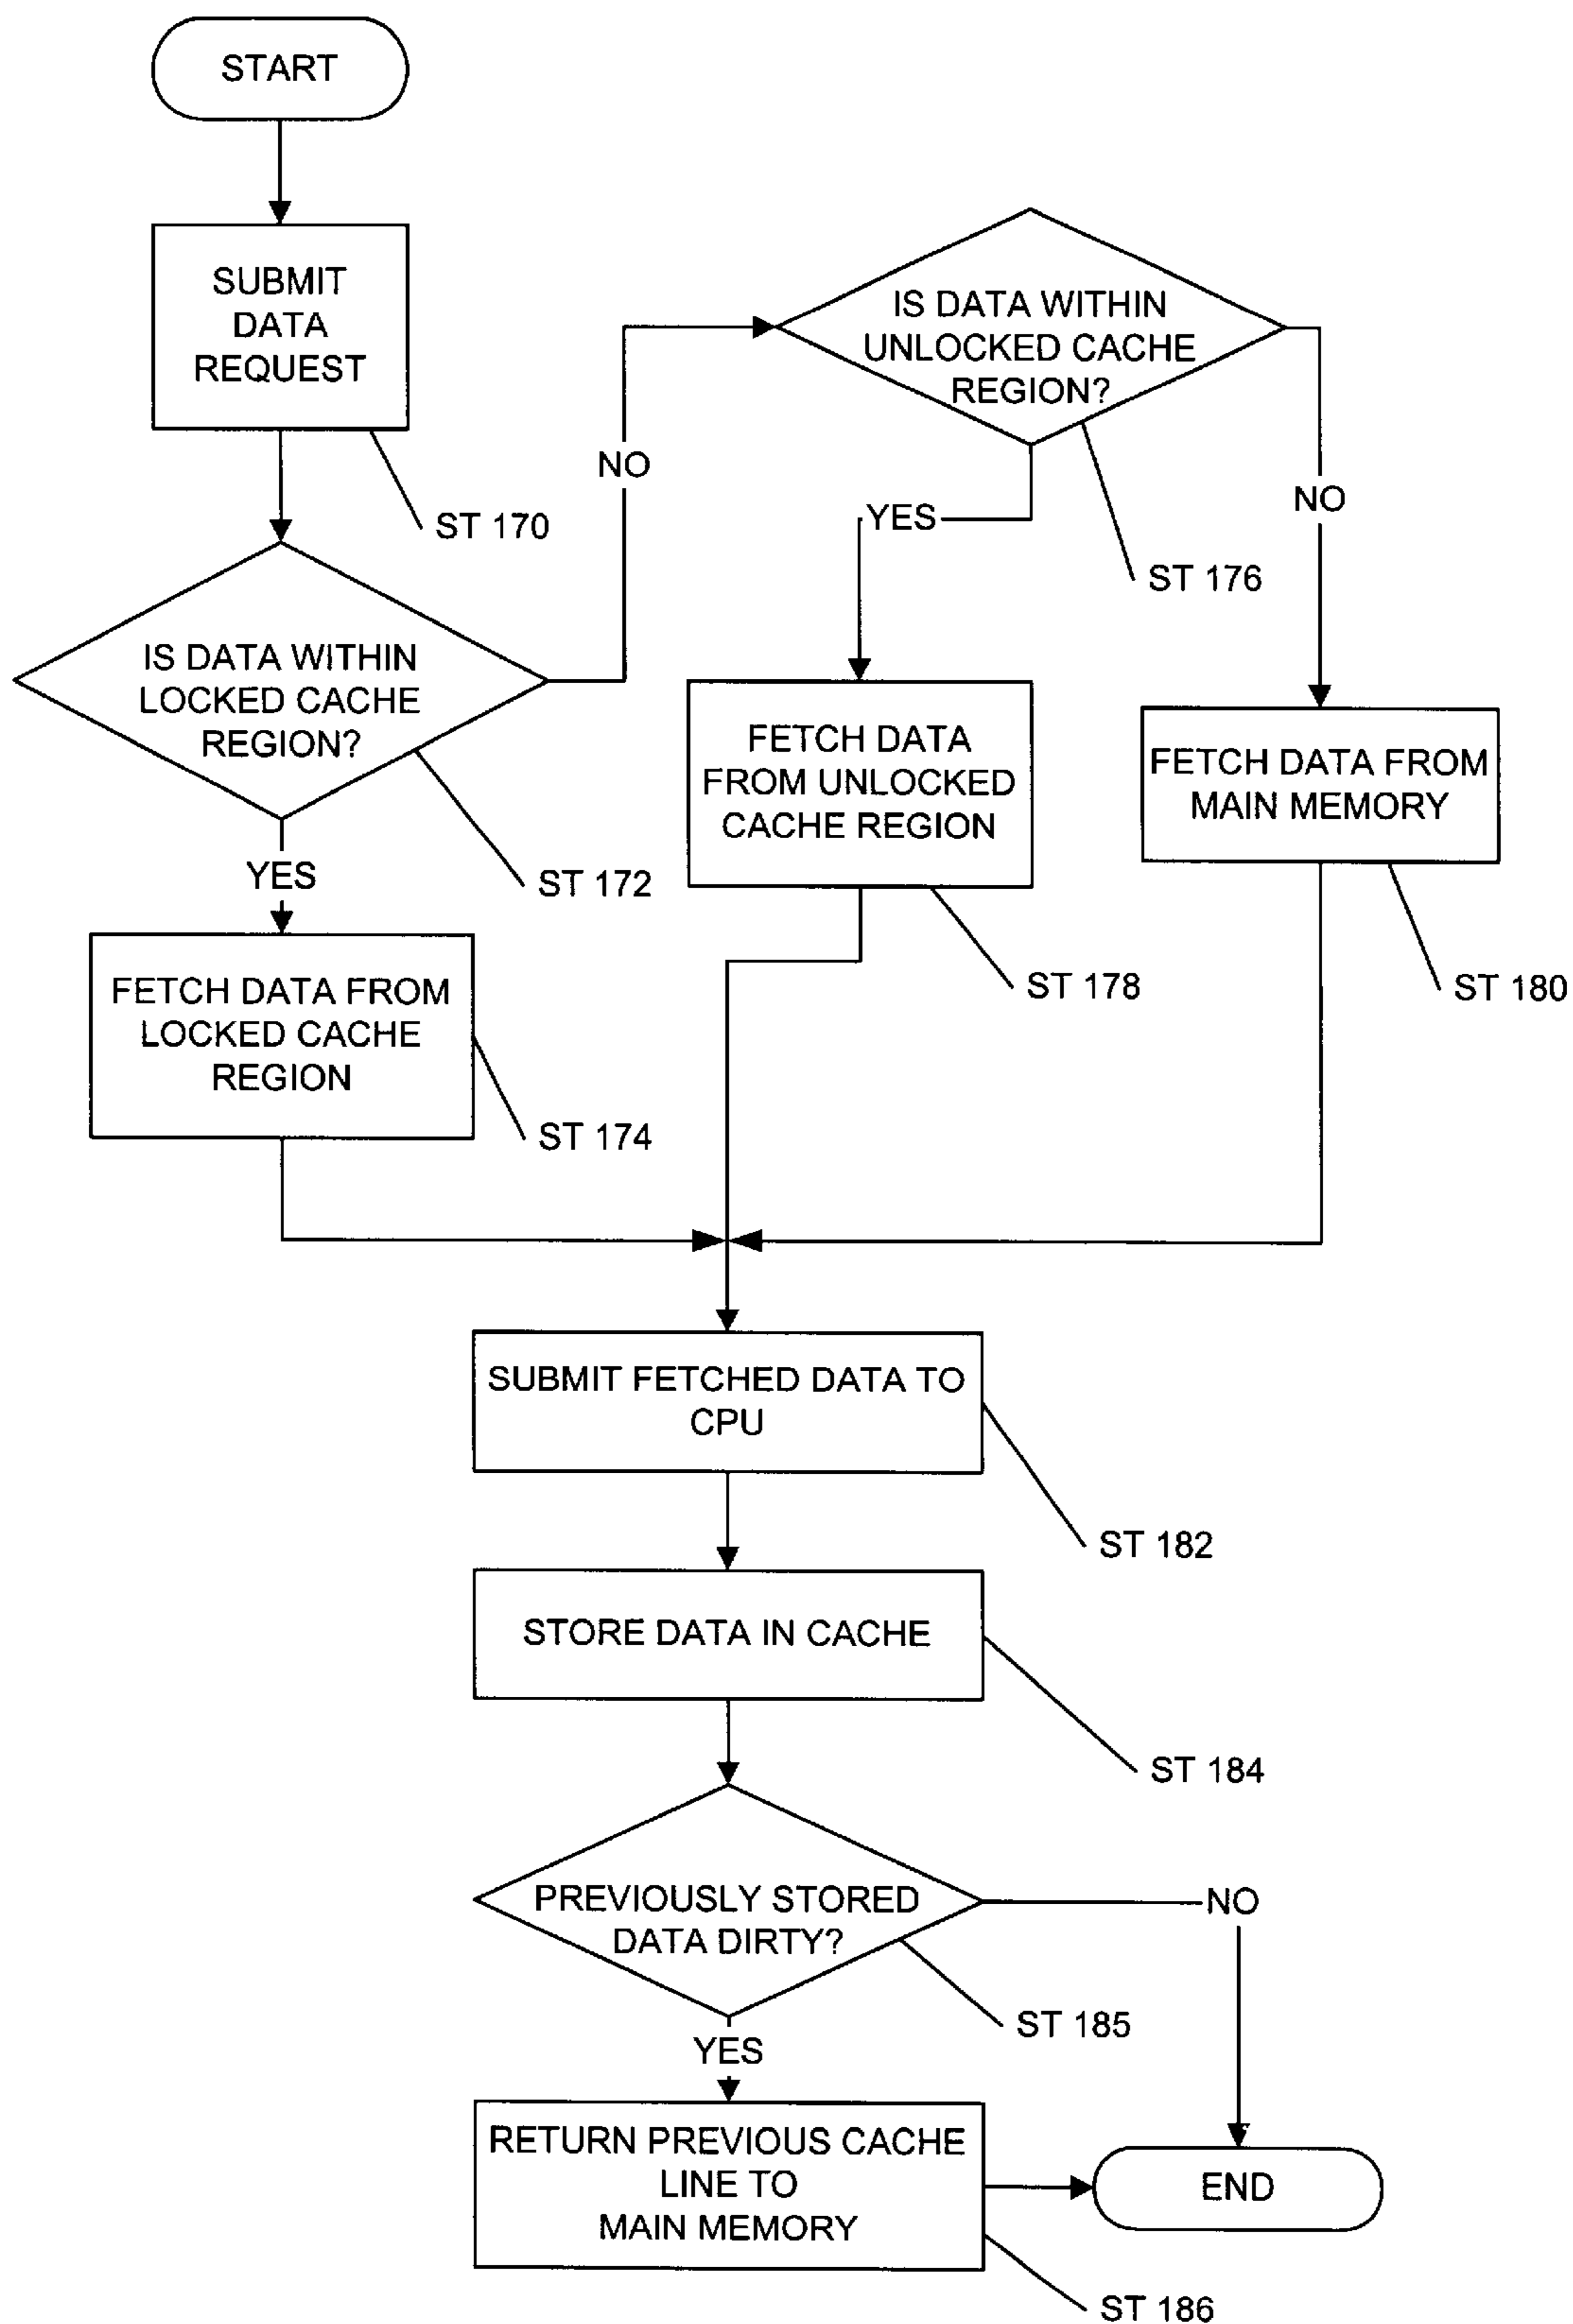 START
SUBMIT
DATA
REQUEST
ST 170
IS DATA WITHIN
LOCKED CACHE
REGION?
ST 172
NO
YES
FETCH DATA FROM
LOCKED CACHE
REGION
ST 174
IS DATA WITHIN
UNLOCKED CACHE
REGION?
ST 176
YES
NO
FETCH DATA
FROM UNLOCKED
CACHE REGION
ST 178
FETCH DATA FROM
MAIN MEMORY
ST 180
SUBMIT FETCHED DATA TO
CPU
ST 182
STORE DATA IN CACHE
ST 184
PREVIOUSLY STORED
DATA DIRTY?
ST 185
NO
YES
RETURN PREVIOUS CACHE
LINE TO
MAIN MEMORY
ST 186
END